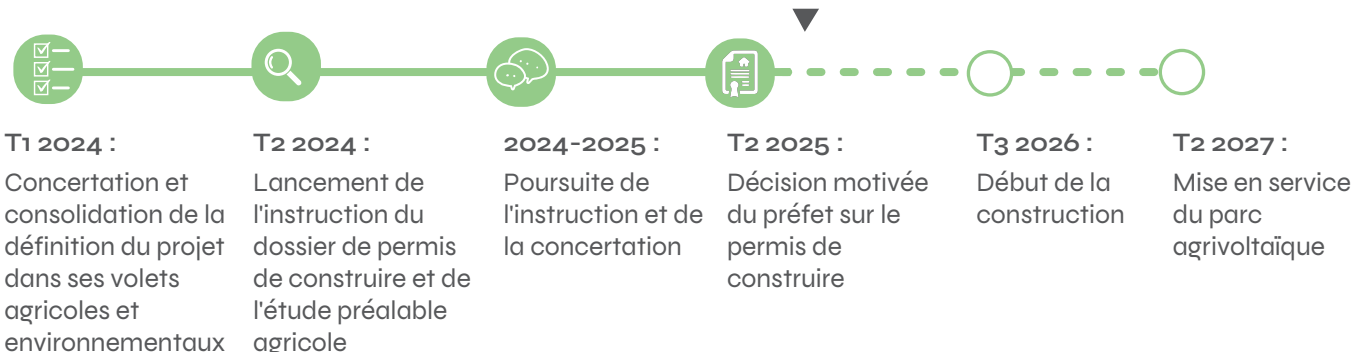 T1 2024 :
Concertation et
consolidation de la
définition du projet
dans ses volets
agricoles et
environnementaux
T2 2024 :
Lancement de
l'instruction du
dossier de permis
de construire et de
l'étude préalable
agricole
2024-2025 :
Poursuite de
l'instruction et de
la concertation
T2 2025 :
Décision motivée
du préfet sur le
permis de
construire
T3 2026 :
Début de la
construction
T2 2027 :
Mise en service
du parc
agrivoltaïque